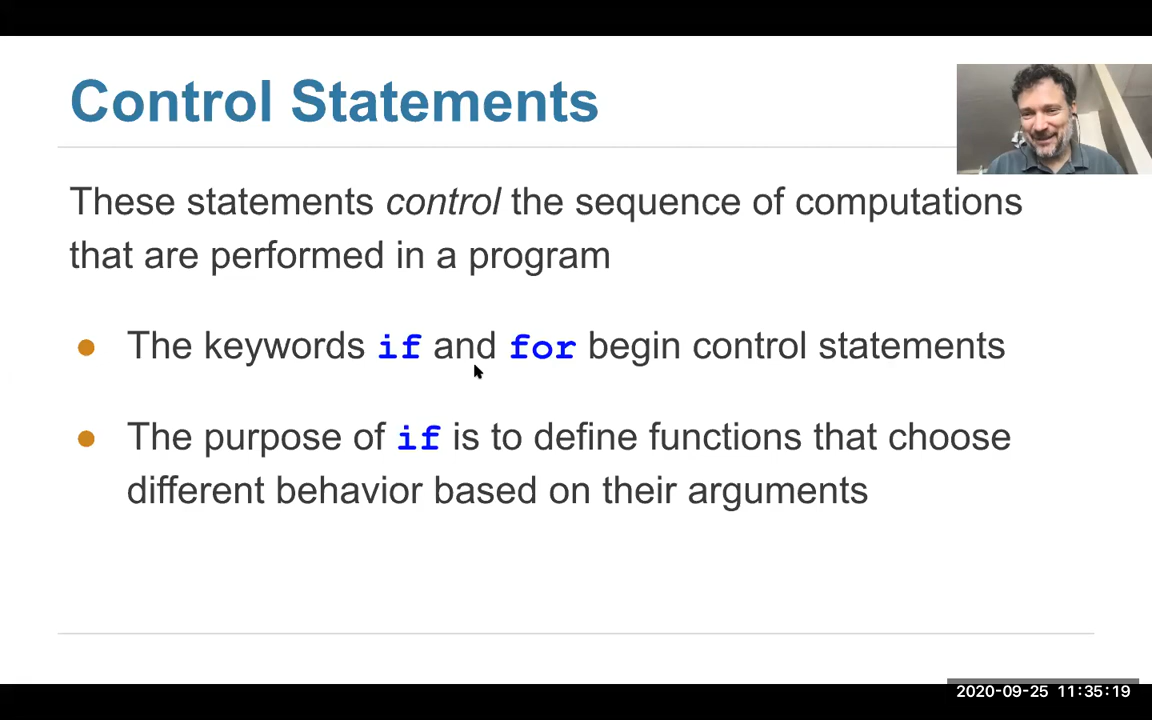 Control Statements
These statements control the sequence of computations
that are performed in a program
● The keywords if and for begin control statements
● The purpose of if is to define functions that choose
different behavior based on their arguments
2020-09-25 11:35:19